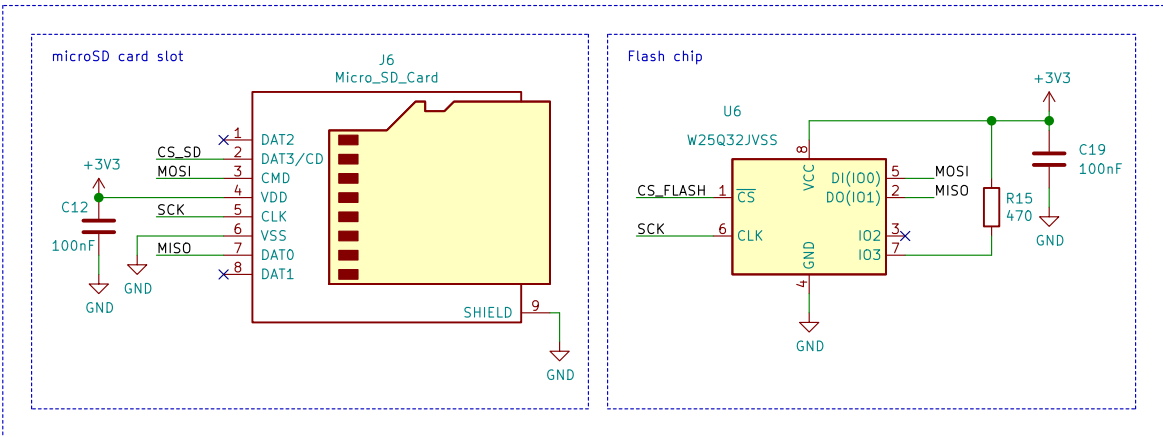 microSD card slot
J6
Micro_SD_Card
1 DAT2
CS_SD 2 DAT3/CD
MOSI 3 CMD
+3V3
4 VDD
C12
100nF
SCK 5 CLK
6 VSS
MISO 7 DAT0
8 DAT1
GND
GND
SHIELD 9
GND
Flash chip
U6
W25Q32JVSS
+3V3
8
VCC
C19
100nF
GND
CS_FLASH 1 CS
SCK 6 CLK
DI(IO0) 5 MOSI
DO(IO1) 2 MISO
IO2 3
IO3 7
R15
470
GND
4
GND